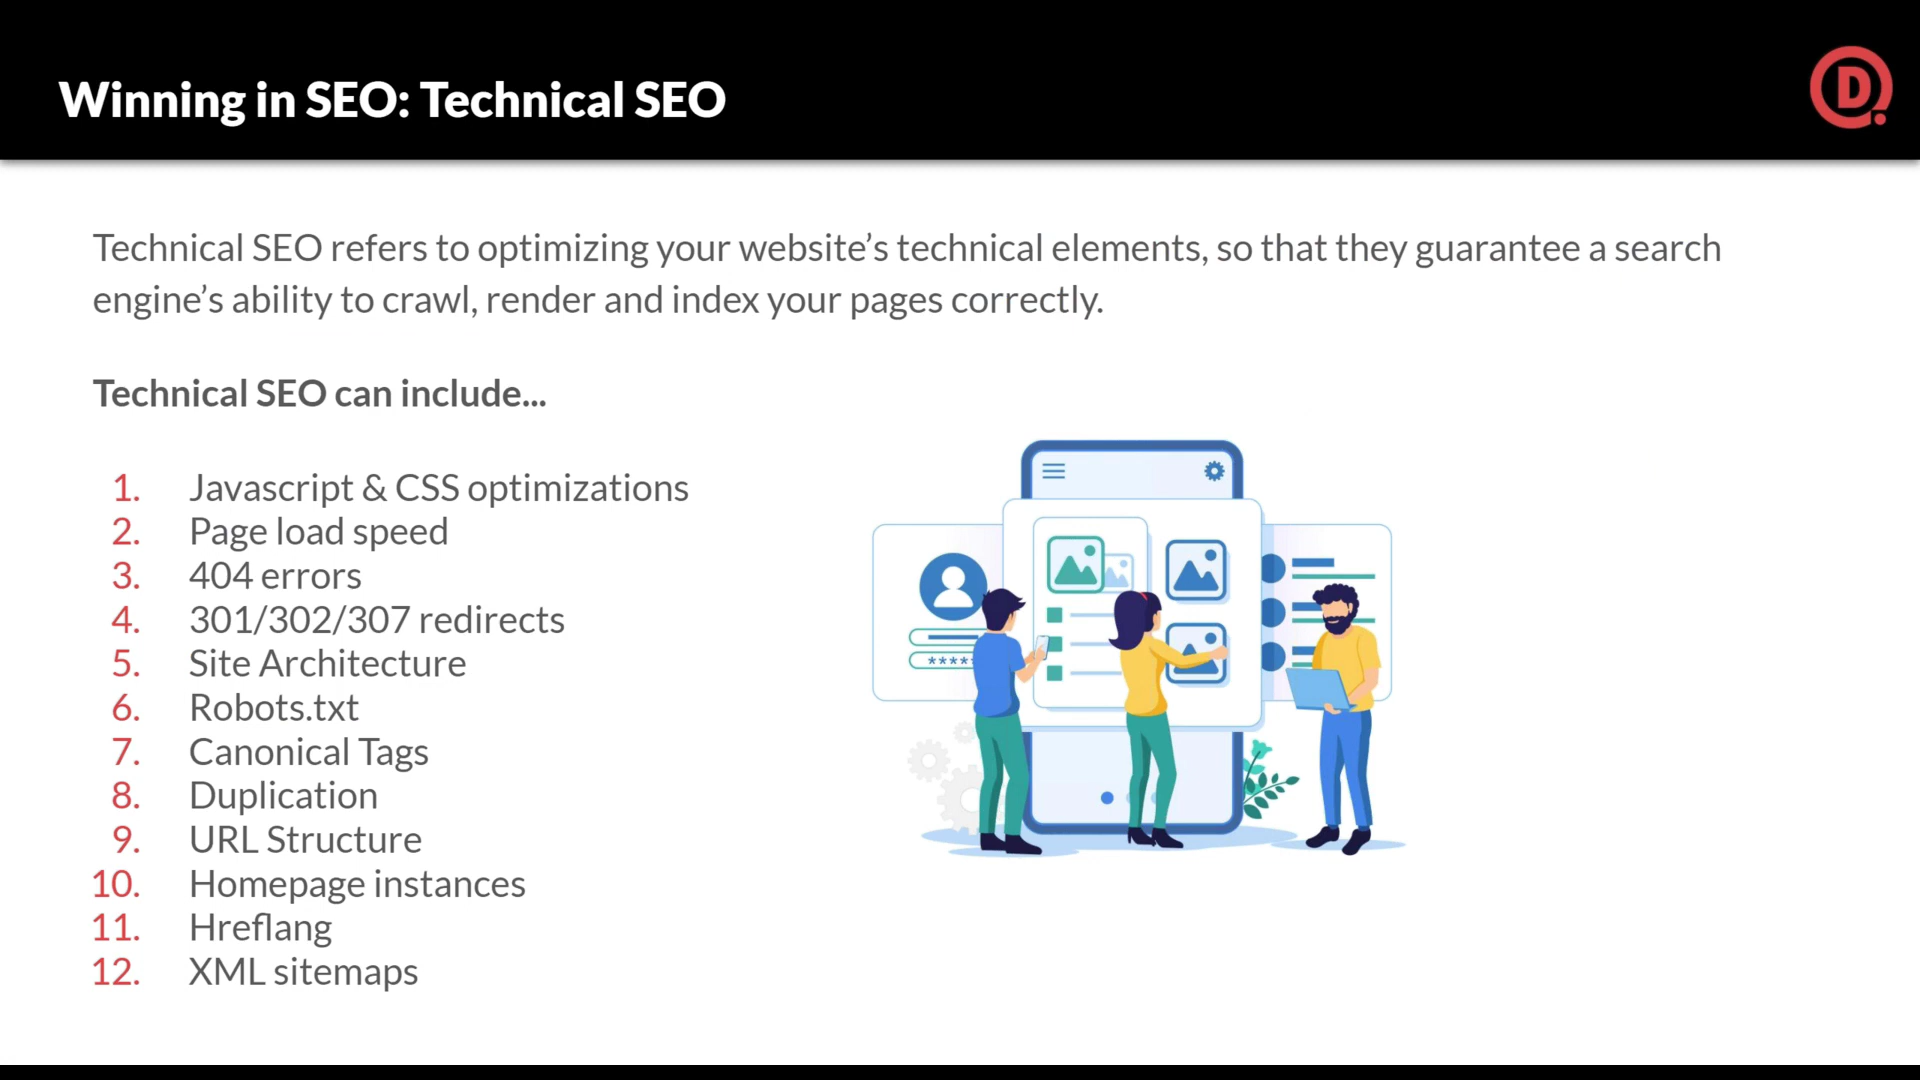 Winning in SEO: Technical SEO
D
Technical SEO refers to optimizing your website’s technical elements, so that they guarantee a search
engine’s ability to crawl, render and index your pages correctly.
Technical SEO can include...
1. Javascript & CSS optimizations
2. Page load speed
3. 404 errors
4. 301/302/307 redirects
5. Site Architecture
6. Robots.txt
7. Canonical Tags
8. Duplication
9. URL Structure
10. Homepage instances
11. Hreflang
12. XML sitemaps
*****